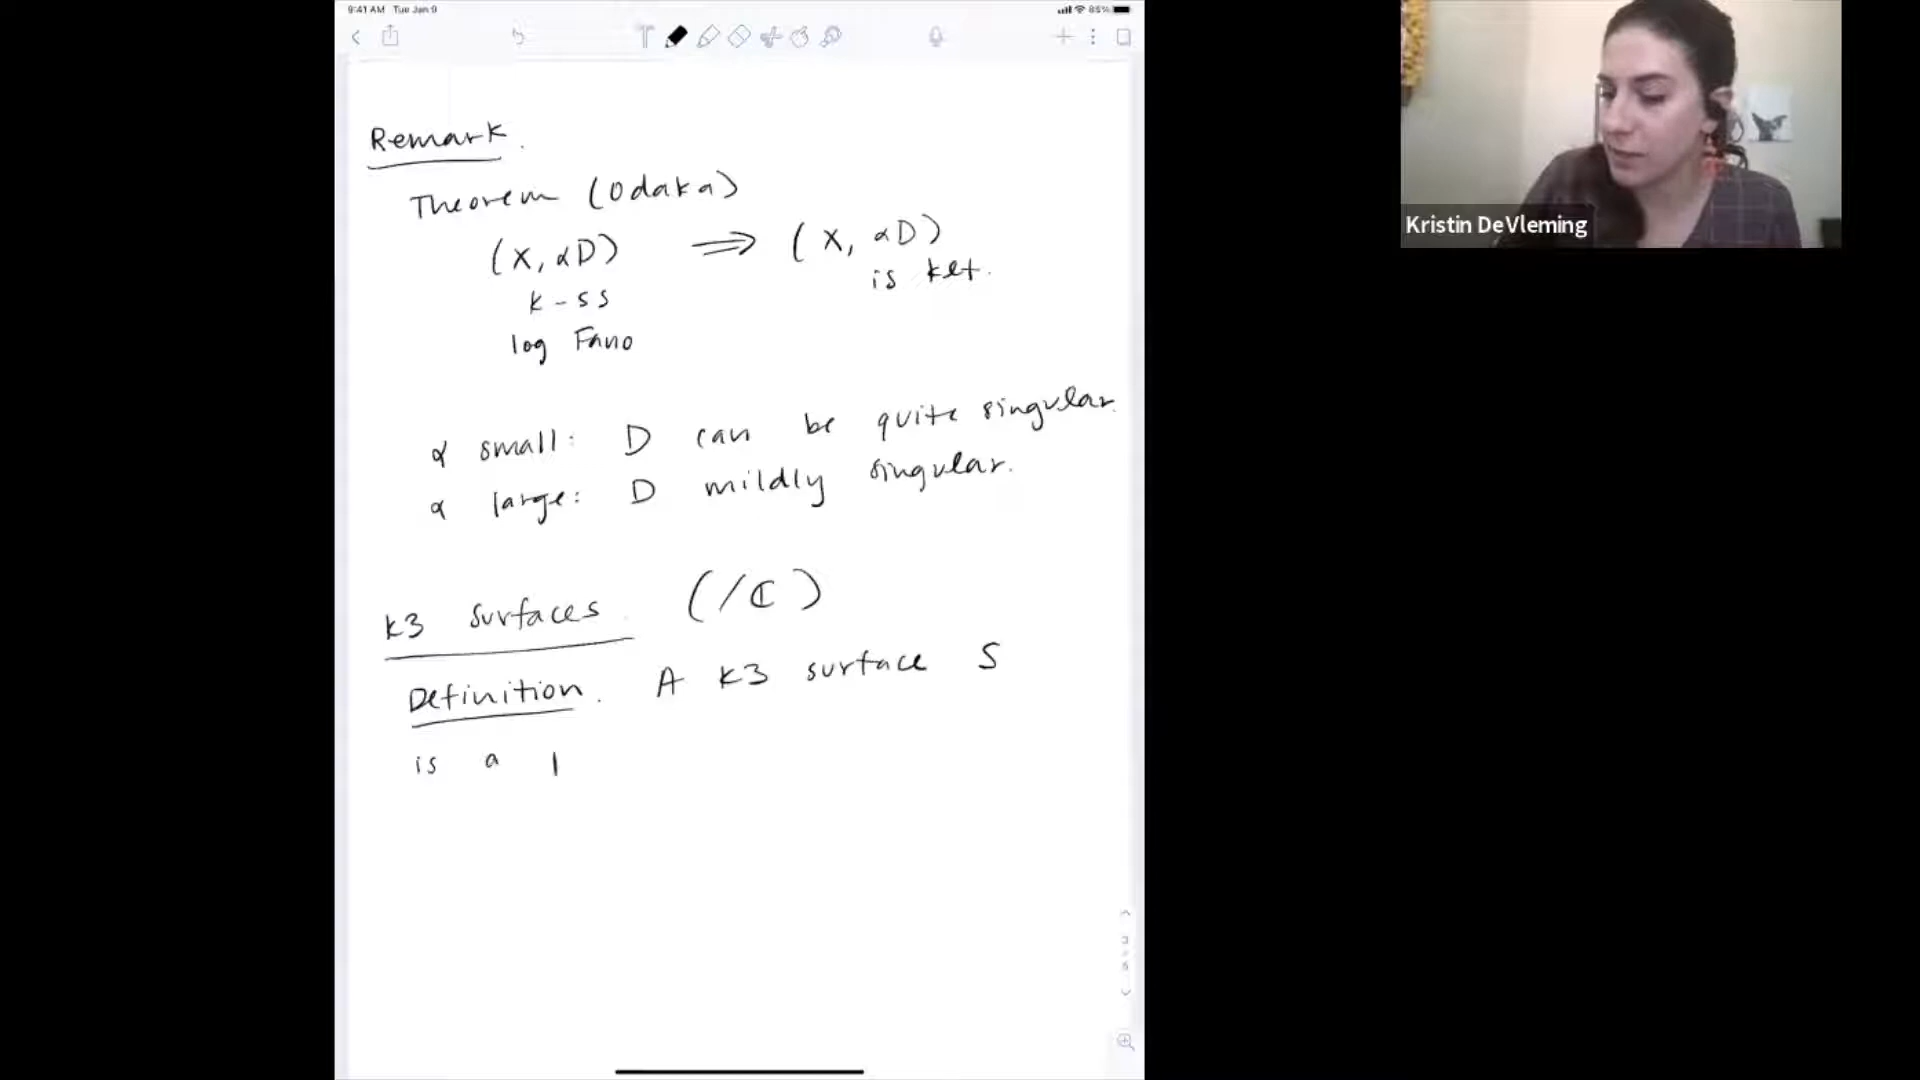 9:41 AM Tue Jan 9
85%
Remark.
Theorem (Odaka)
(X, αD) ⟹ (X, αD)
k-ss is klt.
log Fano
α small: D can be quite singular.
α large: D mildly singular.
K3 surfaces. (/ℂ)
Definition. A K3 surface S
is a
Kristin DeVleming